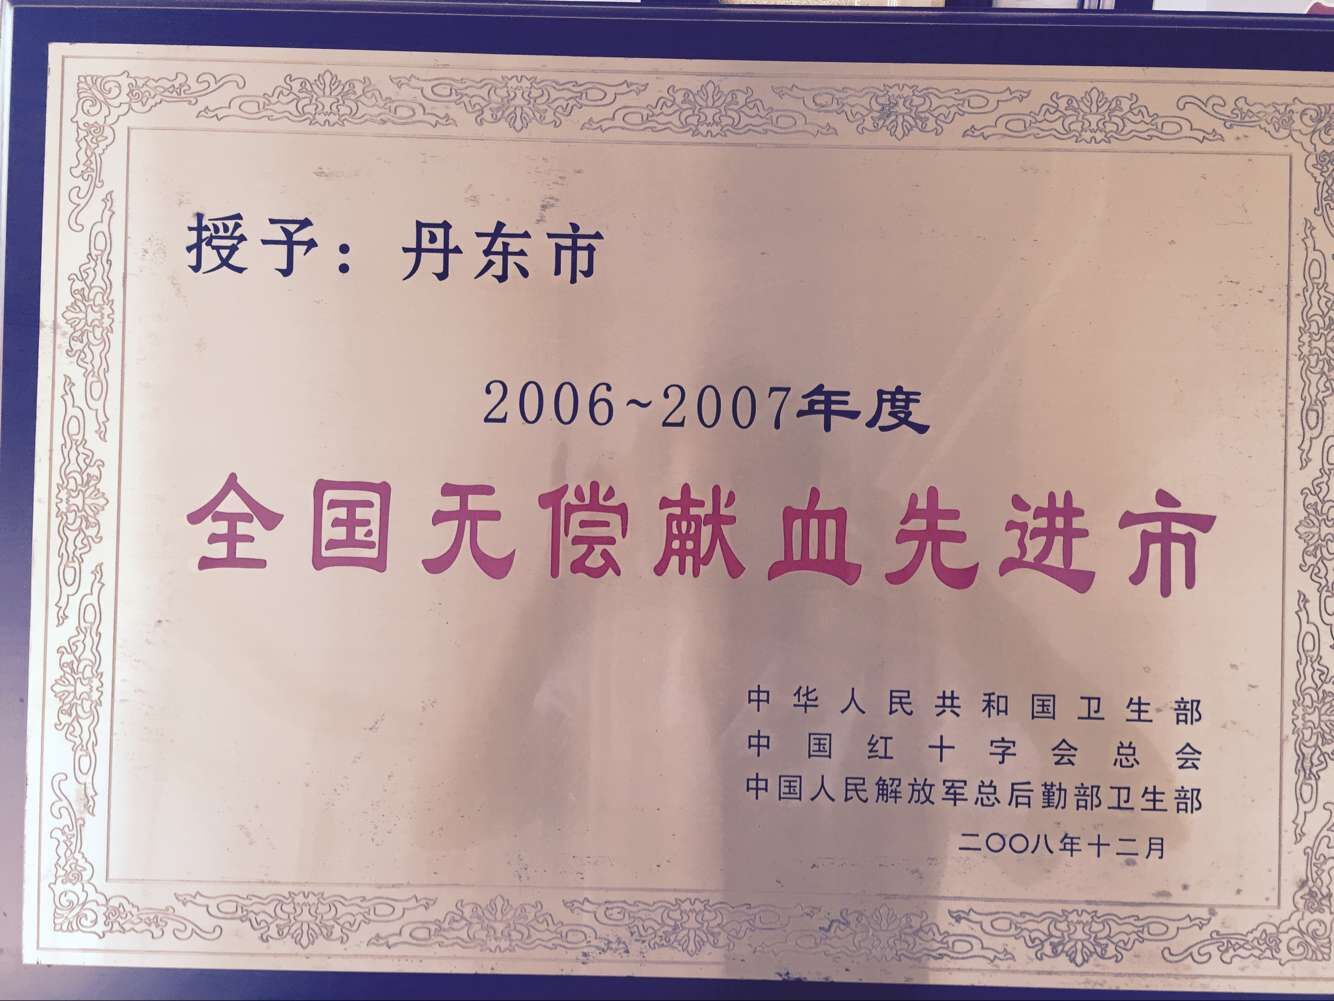 授予：丹东市
2006~2007年度
全国无偿献血先进市
中华人民共和国卫生部
中国红十字会总会
中国人民解放军总后勤部卫生部
二〇〇八年十二月